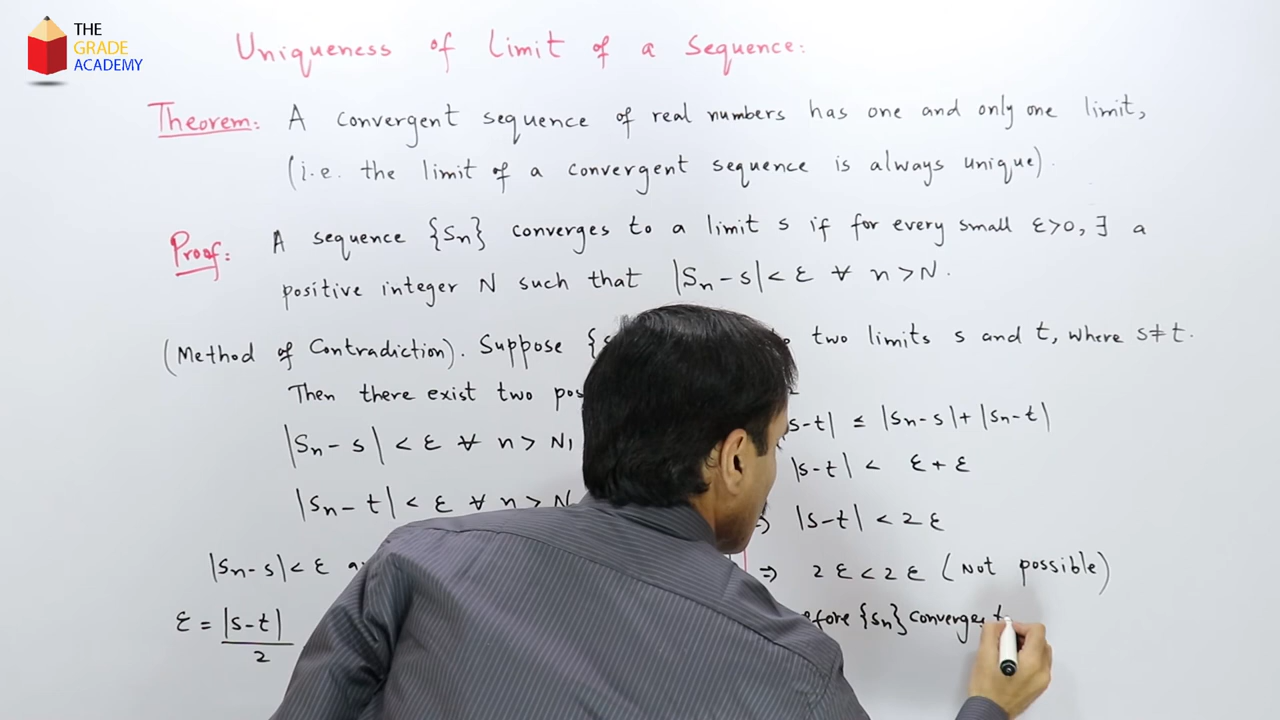 THE
GRADE
ACADEMY
Uniqueness of Limit of a Sequence:
Theorem: A convergent sequence of real numbers has one and only one limit,
(i.e. the limit of a convergent sequence is always unique).
Proof: A sequence {Sn} converges to a limit s if for every small ε>0, ∃ a
positive integer N such that |Sn-s|<ε ∀ n>N.
(Method of Contradiction). Suppose { two limits s and t, where s≠t.
Then there exist two
|Sn-s|<ε ∀ n>N1
|s-t| ≤ |Sn-s|+|Sn-t|
|s-t| < ε+ε
|Sn-t|<ε ∀ n>N
⇒ |s-t|<2ε
|Sn-s|<ε
⇒ 2ε<2ε (Not possible)
ε = |s-t|/2
{Sn} converges